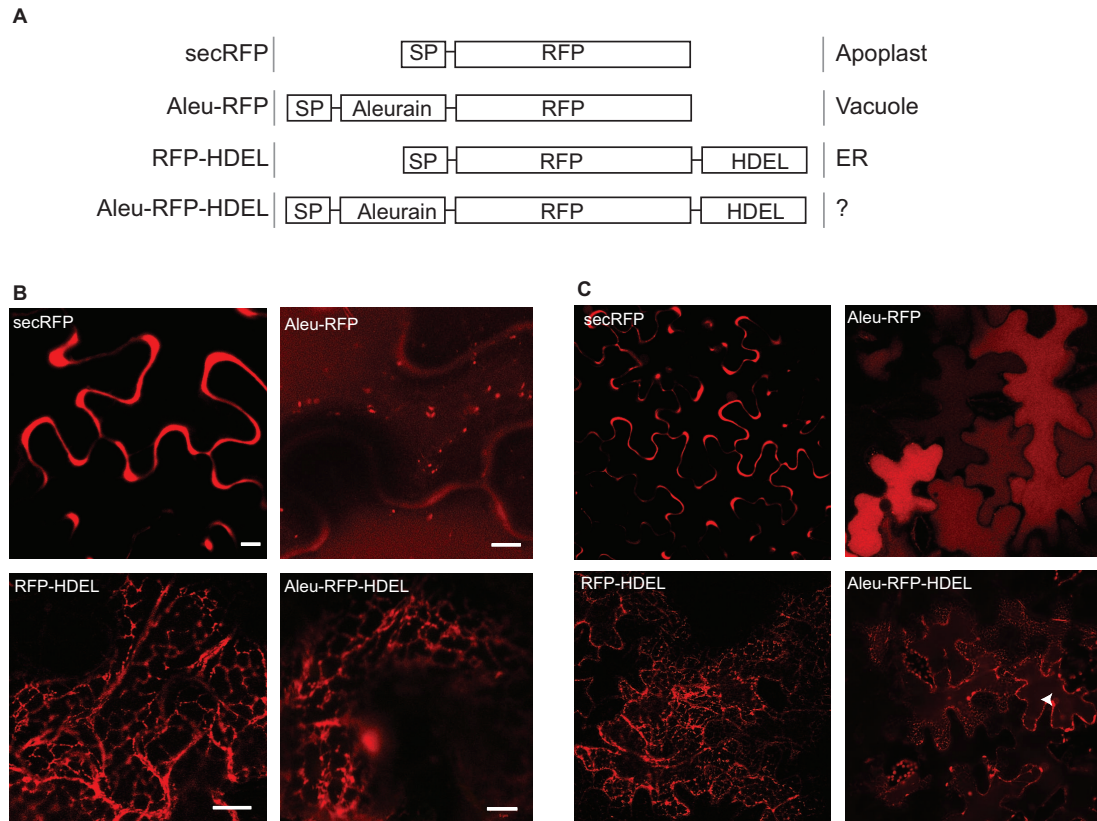 A
secRFP SP RFP Apoplast
Aleu-RFP SP Aleurain RFP Vacuole
RFP-HDEL SP RFP HDEL ER
Aleu-RFP-HDEL SP Aleurain RFP HDEL ?
B
secRFP
Aleu-RFP
RFP-HDEL
Aleu-RFP-HDEL
C
secRFP
Aleu-RFP
RFP-HDEL
Aleu-RFP-HDEL